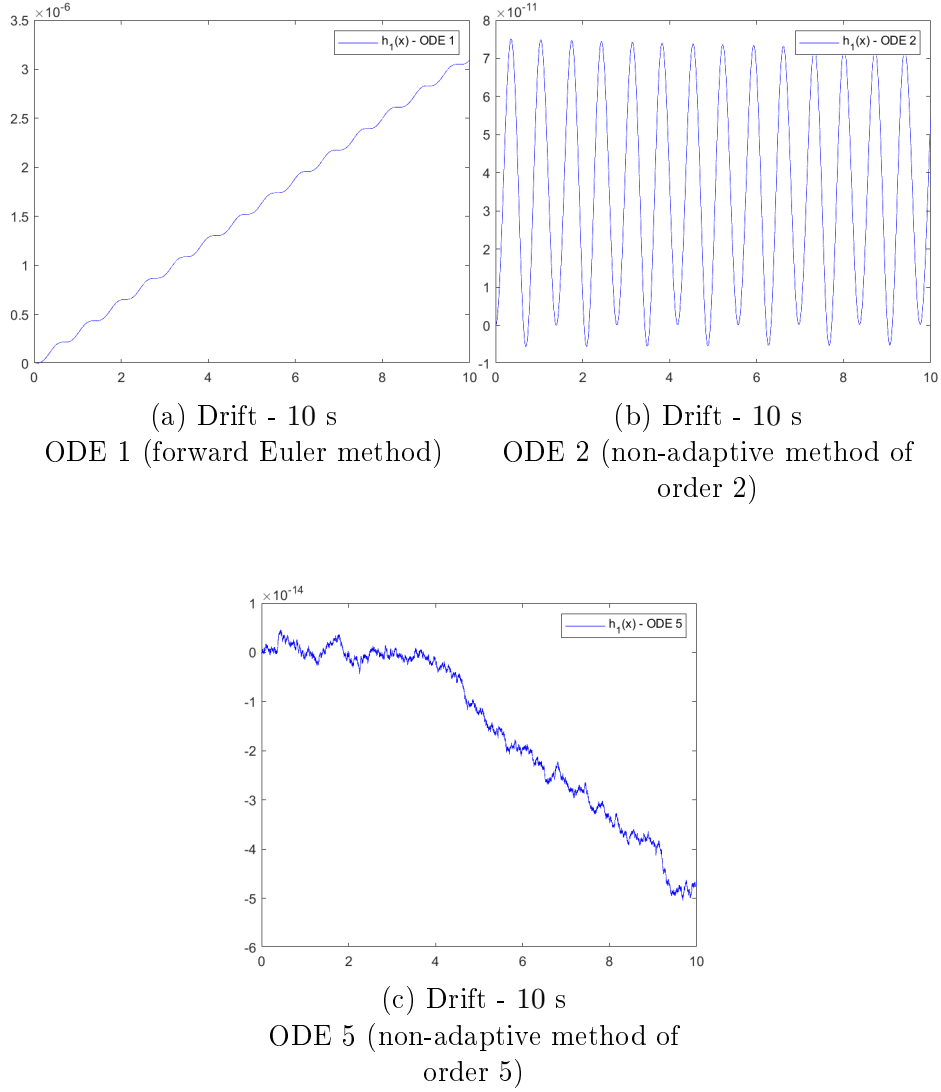 ×10^-6
3.5
3
2.5
2
1.5
1
0.5
0
0 2 4 6 8 10
h_1(x) - ODE 1
(a) Drift - 10 s
ODE 1 (forward Euler method)
×10^-11
8
7
6
5
4
3
2
1
0
-1
0 2 4 6 8 10
h_1(x) - ODE 2
(b) Drift - 10 s
ODE 2 (non-adaptive method of
order 2)
×10^-14
1
0
-1
-2
-3
-4
-5
-6
0 2 4 6 8 10
h_1(x) - ODE 5
(c) Drift - 10 s
ODE 5 (non-adaptive method of
order 5)